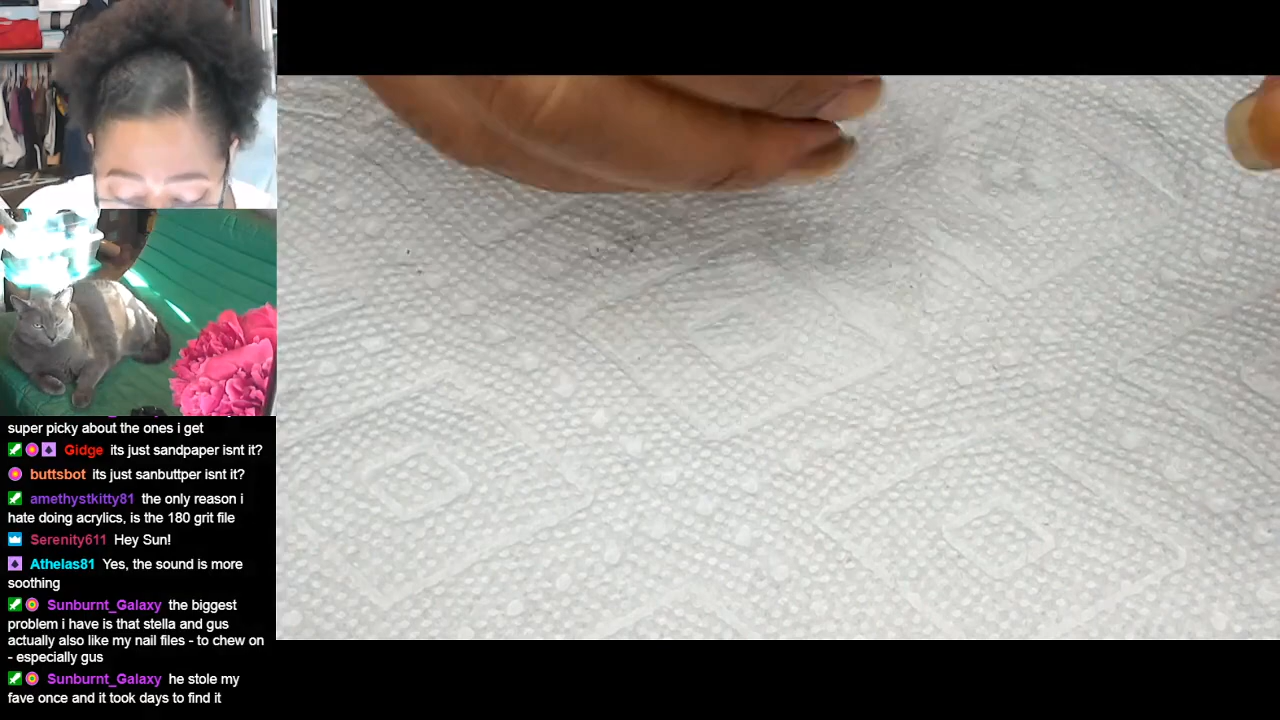 super picky about the ones i get
Gidge its just sandpaper isnt it?
buttsbot its just sanbuttper isnt it?
amethystkitty81 the only reason i
hate doing acrylics, is the 180 grit file
Serenity611 Hey Sun!
Athelas81 Yes, the sound is more
soothing
Sunburnt_Galaxy the biggest
problem i have is that stella and gus
actually also like my nail files - to chew on
- especially gus
Sunburnt_Galaxy he stole my
fave once and it took days to find it